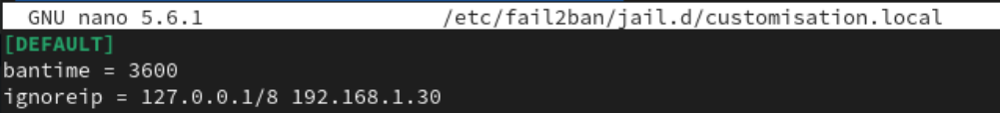 GNU nano 5.6.1 /etc/fail2ban/jail.d/customisation.local
[DEFAULT]
bantime = 3600
ignoreip = 127.0.0.1/8 192.168.1.30